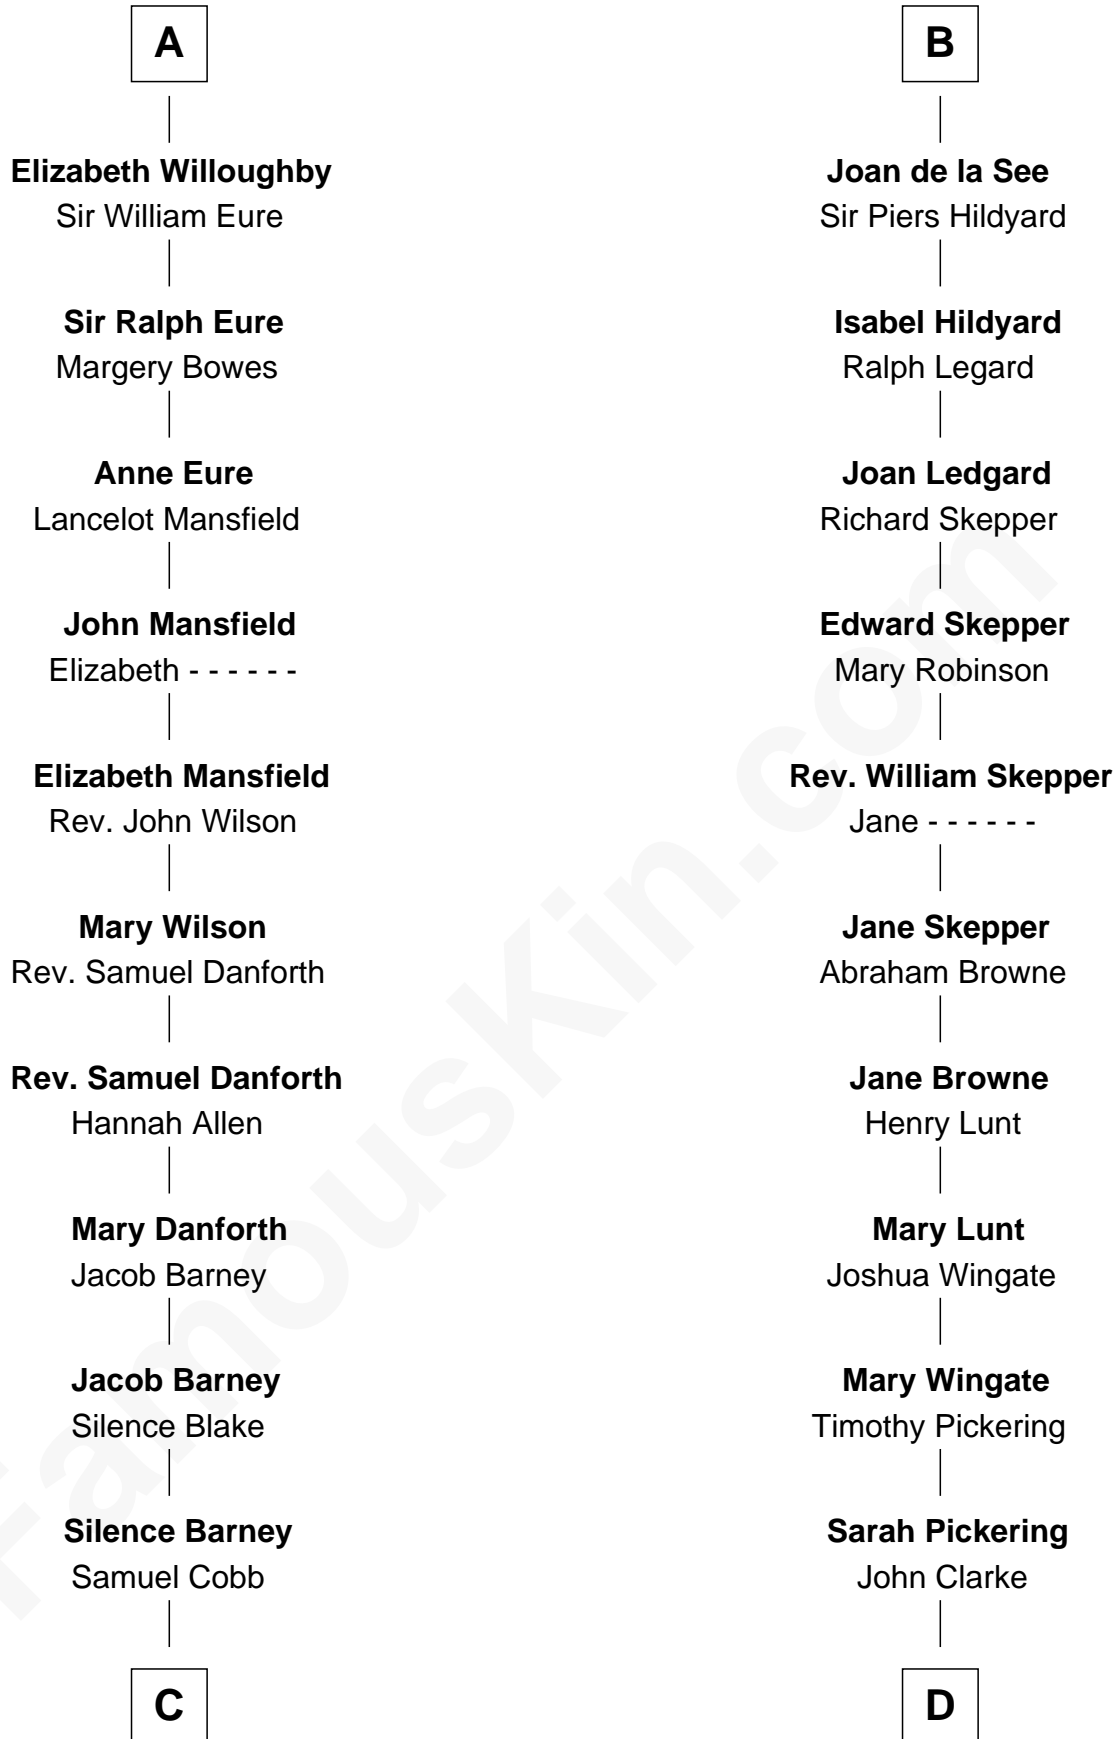 A
Elizabeth Willoughby
Sir William Eure
Sir Ralph Eure
Margery Bowes
Anne Eure
Lancelot Mansfield
John Mansfield
Elizabeth - - - - - -
Elizabeth Mansfield
Rev. John Wilson
Mary Wilson
Rev. Samuel Danforth
Rev. Samuel Danforth
Hannah Allen
Mary Danforth
Jacob Barney
Jacob Barney
Silence Blake
Silence Barney
Samuel Cobb
C
B
Joan de la See
Sir Piers Hildyard
Isabel Hildyard
Ralph Legard
Joan Ledgard
Richard Skepper
Edward Skepper
Mary Robinson
Rev. William Skepper
Jane - - - - - -
Jane Skepper
Abraham Browne
Jane Browne
Henry Lunt
Mary Lunt
Joshua Wingate
Mary Wingate
Timothy Pickering
Sarah Pickering
John Clarke
D
FamousKin.com